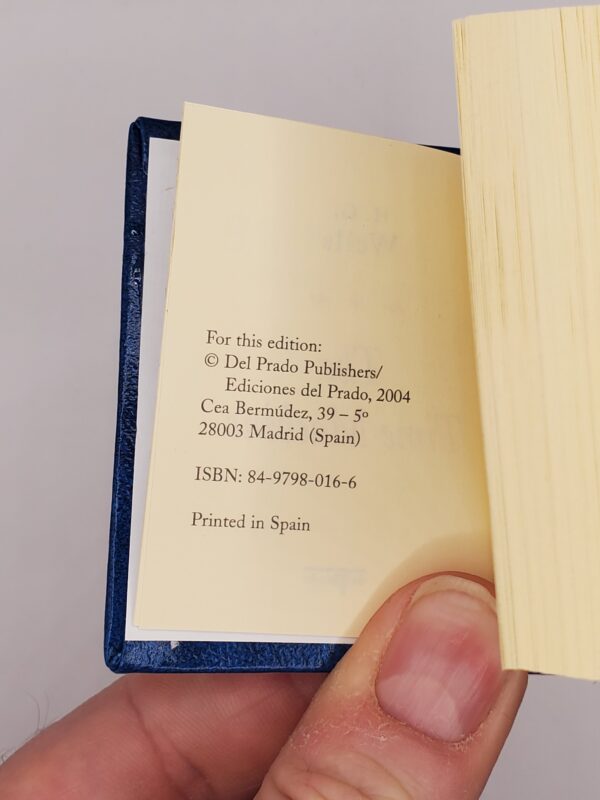 For this edition:
© Del Prado Publishers/
Ediciones del Prado, 2004
Cea Bermúdez, 39 – 5º
28003 Madrid (Spain)
ISBN: 84-9798-016-6
Printed in Spain